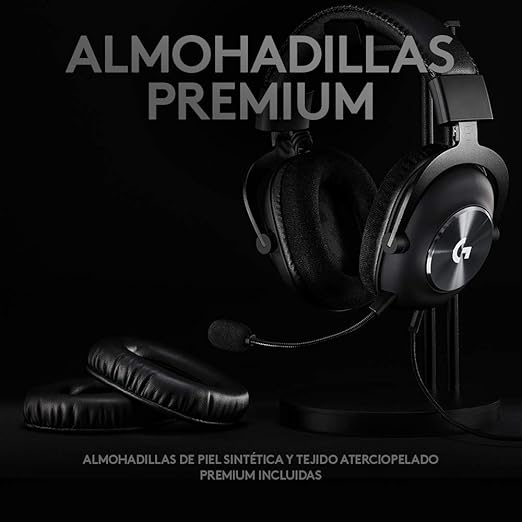 ALMOHADILLAS
PREMIUM
ALMOHADILLAS DE PIEL SINTÉTICA Y TEJIDO ATERCIOPELADO
PREMIUM INCLUIDAS